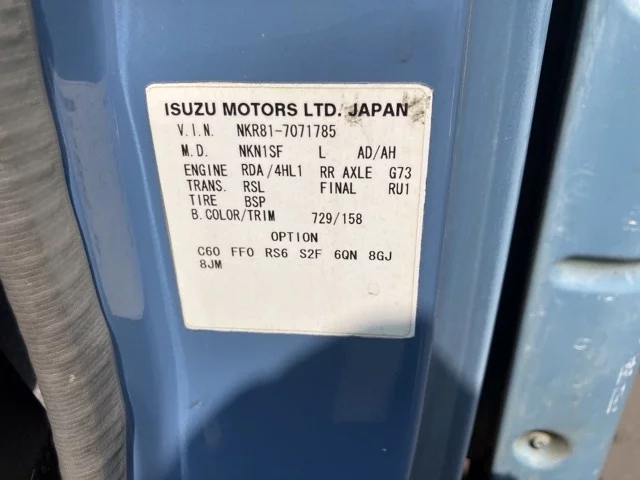 ISUZU MOTORS LTD. JAPAN
V.I.N. NKR81-7071785
M.D. NKN1SF L AD/AH
ENGINE RDA/4HL1 RR AXLE G73
TRANS. RSL FINAL RU1
TIRE BSP
B.COLOR/TRIM 729/158
OPTION
C60 FF0 RS6 S2F 6QN 8GJ
8JM